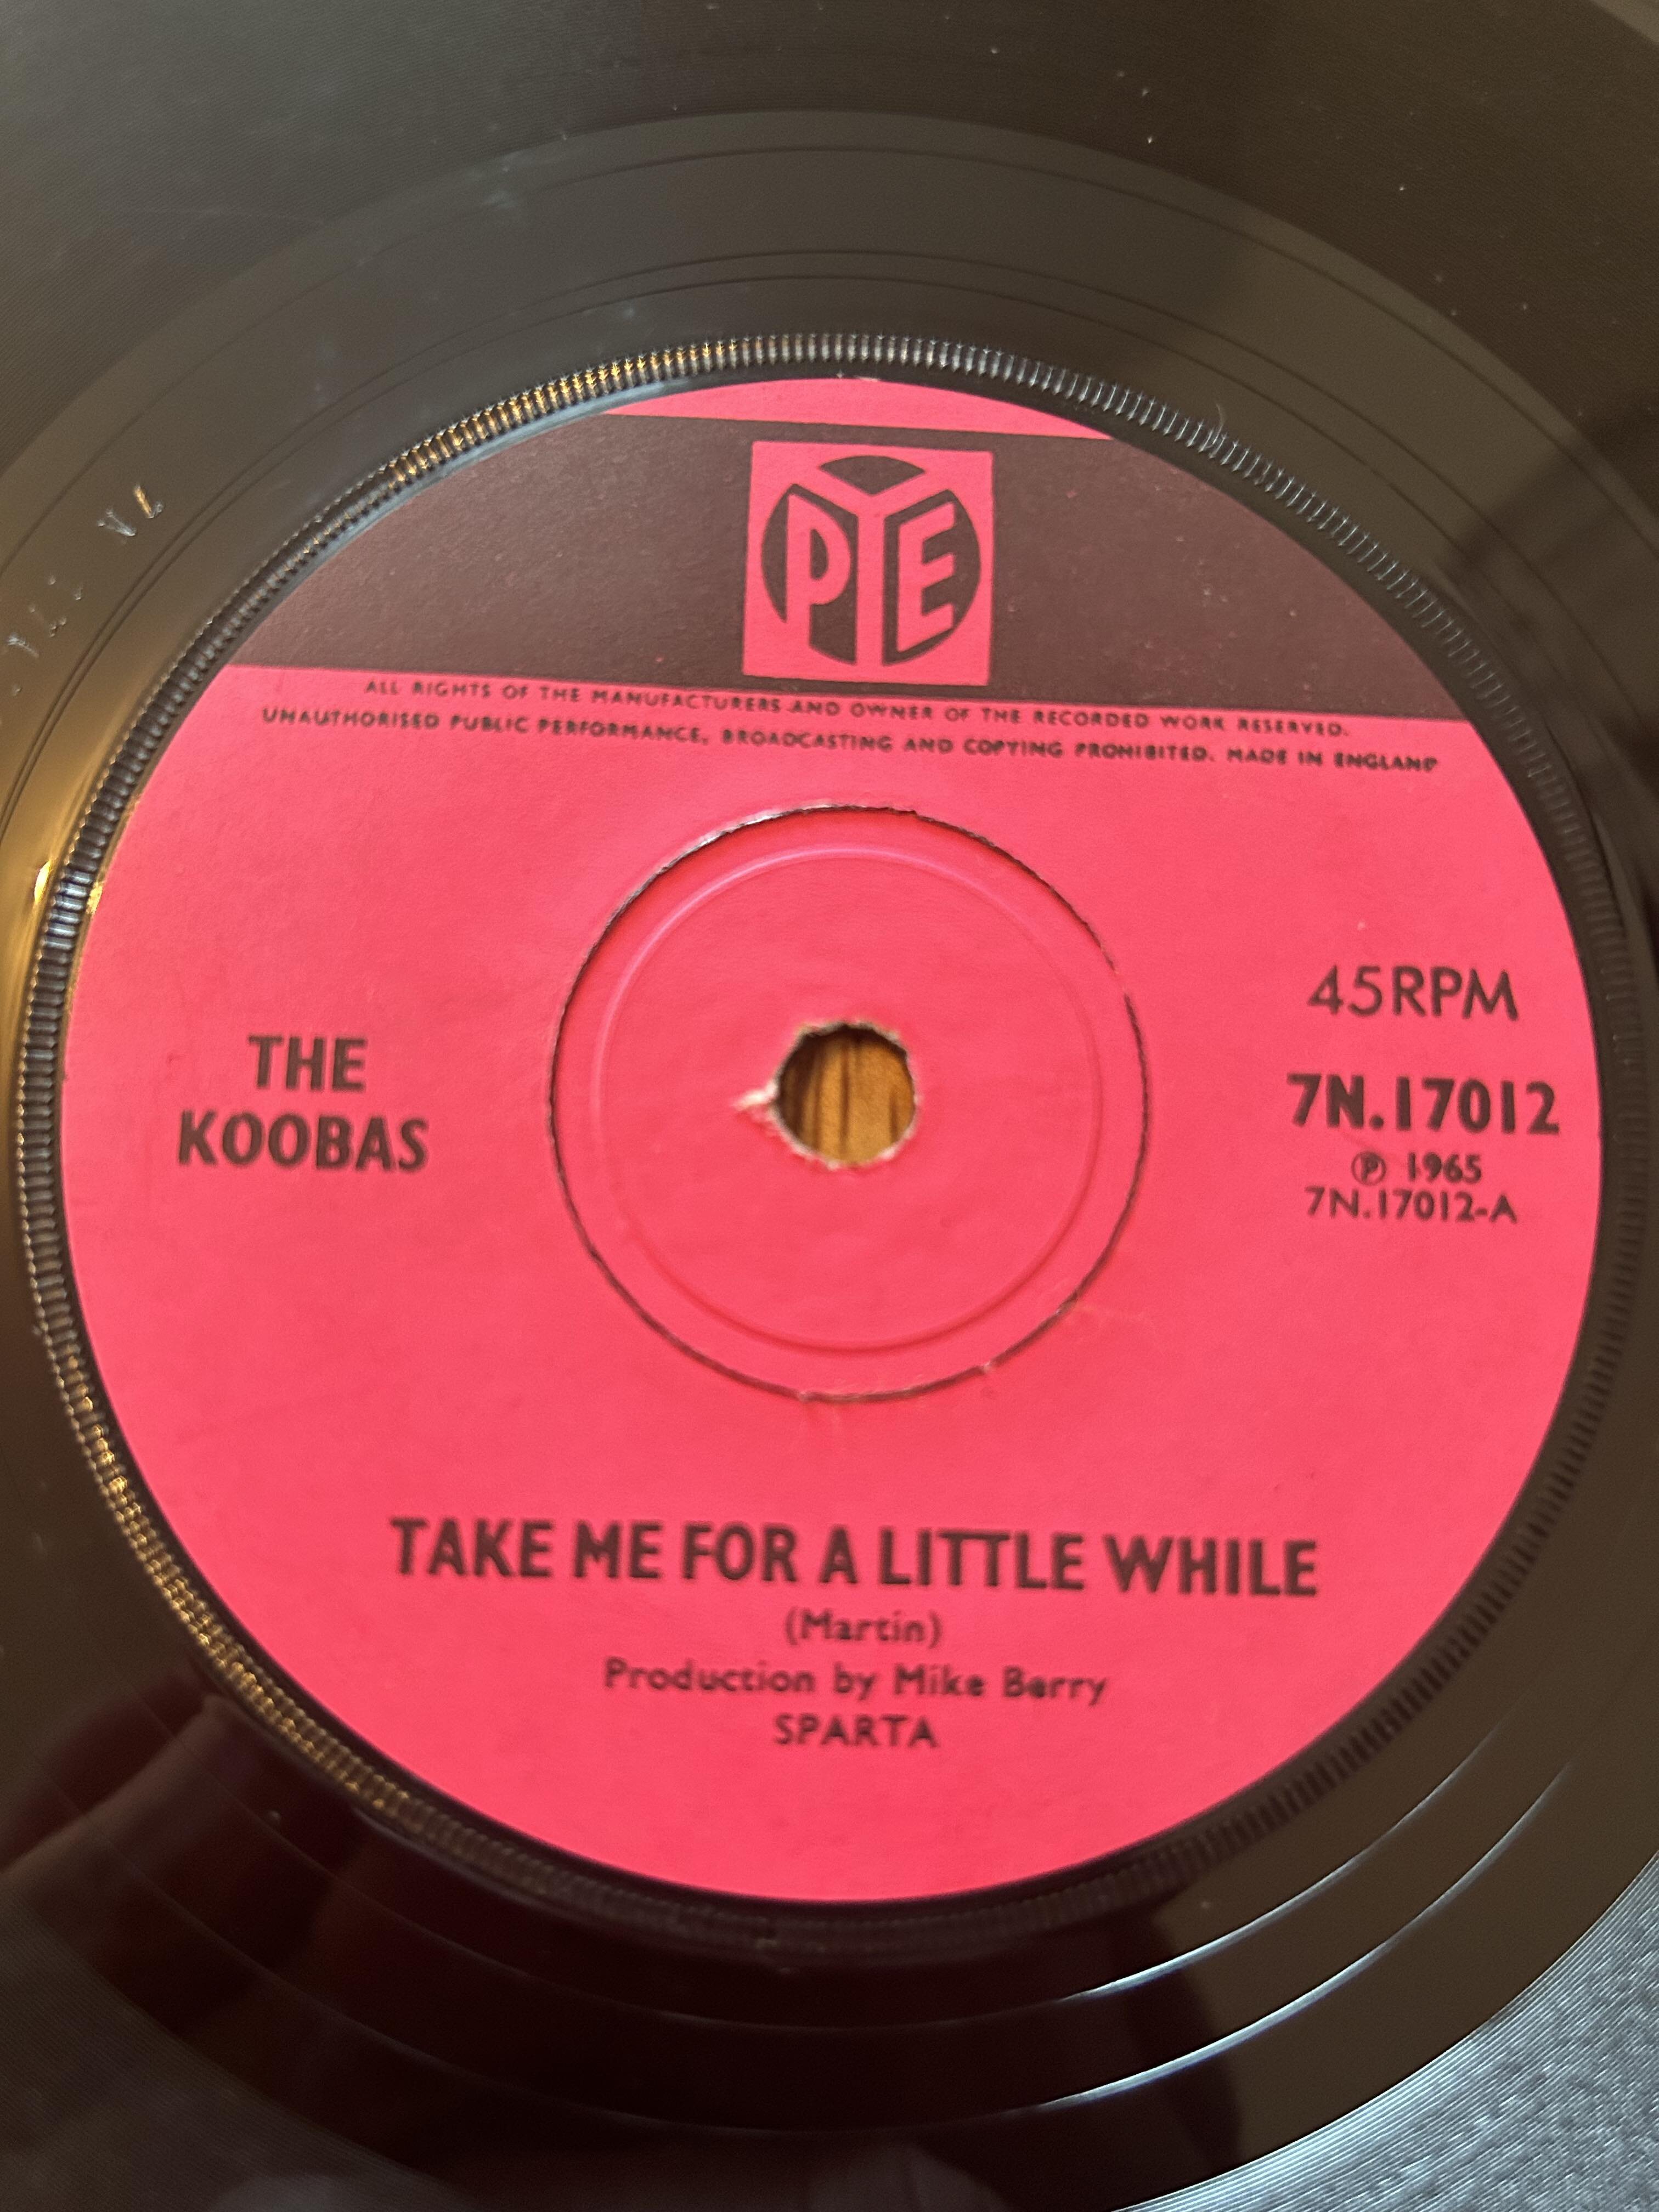 PYE
ALL RIGHTS OF THE MANUFACTURERS AND OWNER OF THE RECORDED WORK RESERVED.
UNAUTHORISED PUBLIC PERFORMANCE, BROADCASTING AND COPYING PROHIBITED. MADE IN ENGLAND
THE
KOOBAS
45RPM
7N.17012
Ⓟ 1965
7N.17012-A
TAKE ME FOR A LITTLE WHILE
(Martin)
Production by Mike Berry
SPARTA